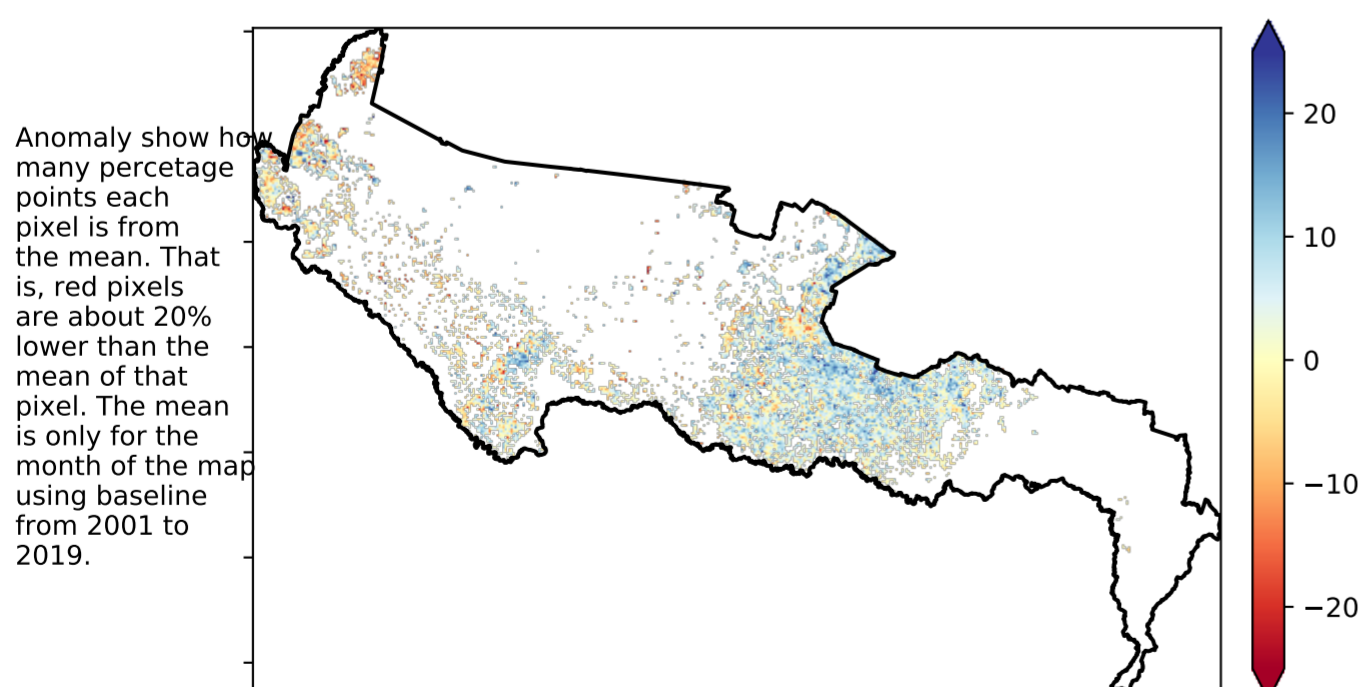 Anomaly show how
many percetage
points each
pixel is from
the mean. That
is, red pixels
are about 20%
lower than the
mean of that
pixel. The mean
is only for the
month of the map
using baseline
from 2001 to
2019.
20
10
0
−10
−20